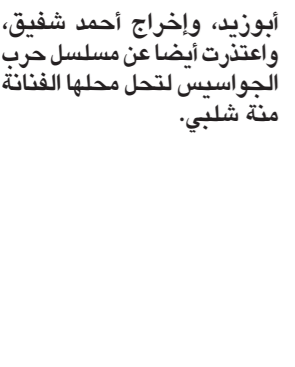 أبوزيد، وإخراج أحمد شفيق،
واعتذرت أيضا عن مسلسل حرب
الجواسيس لتحل محلها الفنانة
منة شلبي.